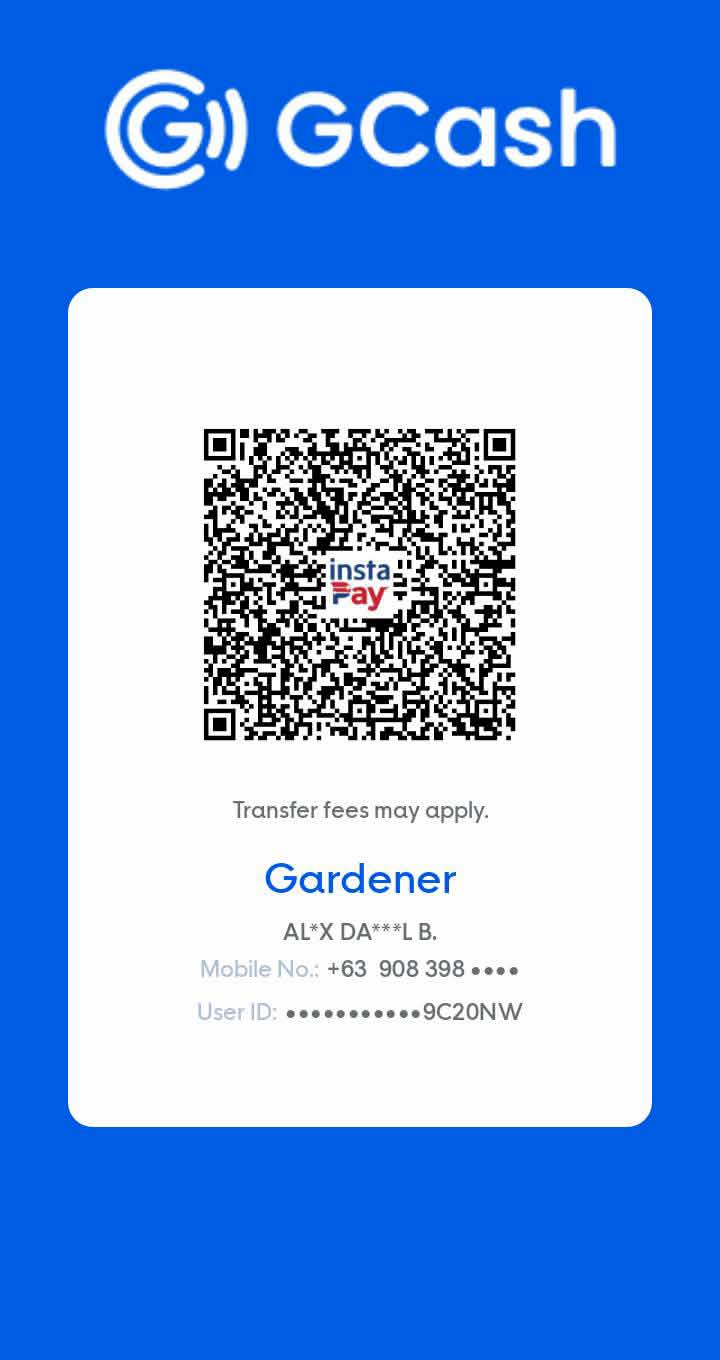 GCash
insta
Pay
Transfer fees may apply.
Gardener
AL*X DA***L B.
Mobile No.: +63 908 398 ••••
User ID: •••••••••••9C20NW